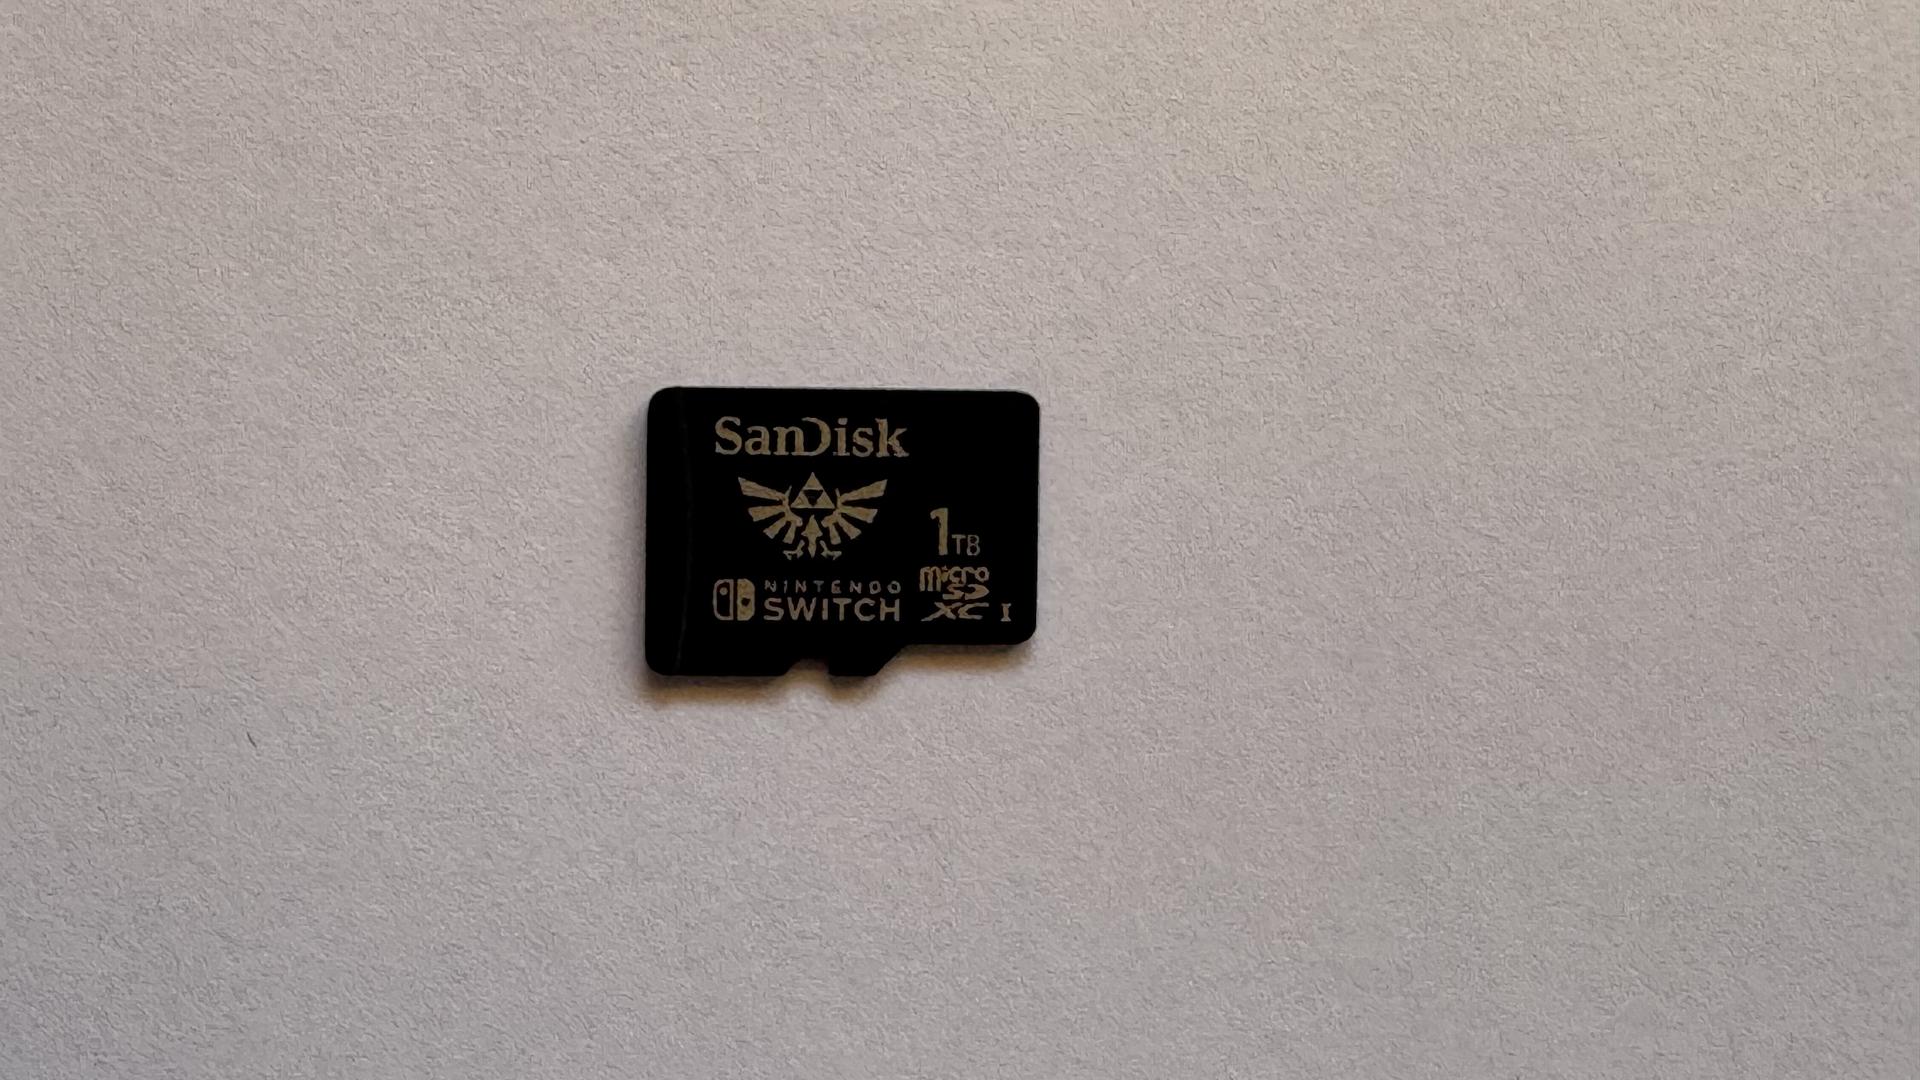 SanDisk
1TB
NINTENDO
SWITCH
micro
SD
XC I